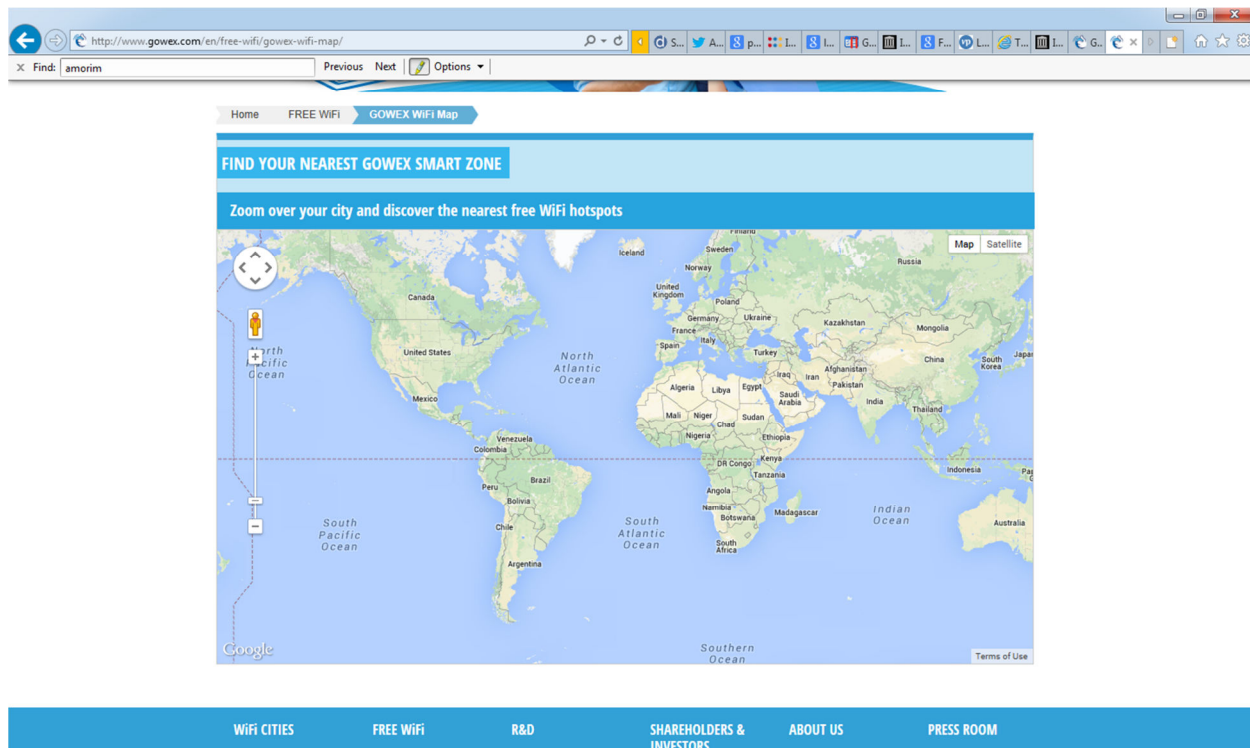 http://www.gowex.com/en/free-wifi/gowex-wifi-map/
S... A... p... I... I... G... I... F... L... T... I... G..
Find: amorim Previous Next Options
Home FREE WiFi GOWEX WiFi Map
FIND YOUR NEAREST GOWEX SMART ZONE
Zoom over your city and discover the nearest free WiFi hotspots
Map Satellite
Finland
Iceland
Sweden
Russia
Norway
Canada
United
Kingdom
Poland
Germany
Ukraine
Kazakhstan
Mongolia
France
Italy
Spain
Turkey
United States
North
Pacific
Ocean
North
Atlantic
Ocean
China
South
Korea
Japan
Iraq
Iran
Afghanistan
Pakistan
Algeria
Libya
Egypt
Saudi
Arabia
India
Mexico
Thailand
Mali
Niger
Sudan
Chad
Nigeria
Ethiopia
Venezuela
Colombia
DR Congo
Kenya
Tanzania
Indonesia
Brazil
Peru
Angola
Bolivia
Namibia
Botswana
Madagascar
Indian
Ocean
South
Pacific
Ocean
Chile
South
Atlantic
Ocean
South
Africa
Australia
Argentina
Southern
Ocean
Google
Terms of Use
WiFi CITIES FREE WiFi R&D SHAREHOLDERS & ABOUT US PRESS ROOM
INVESTORS